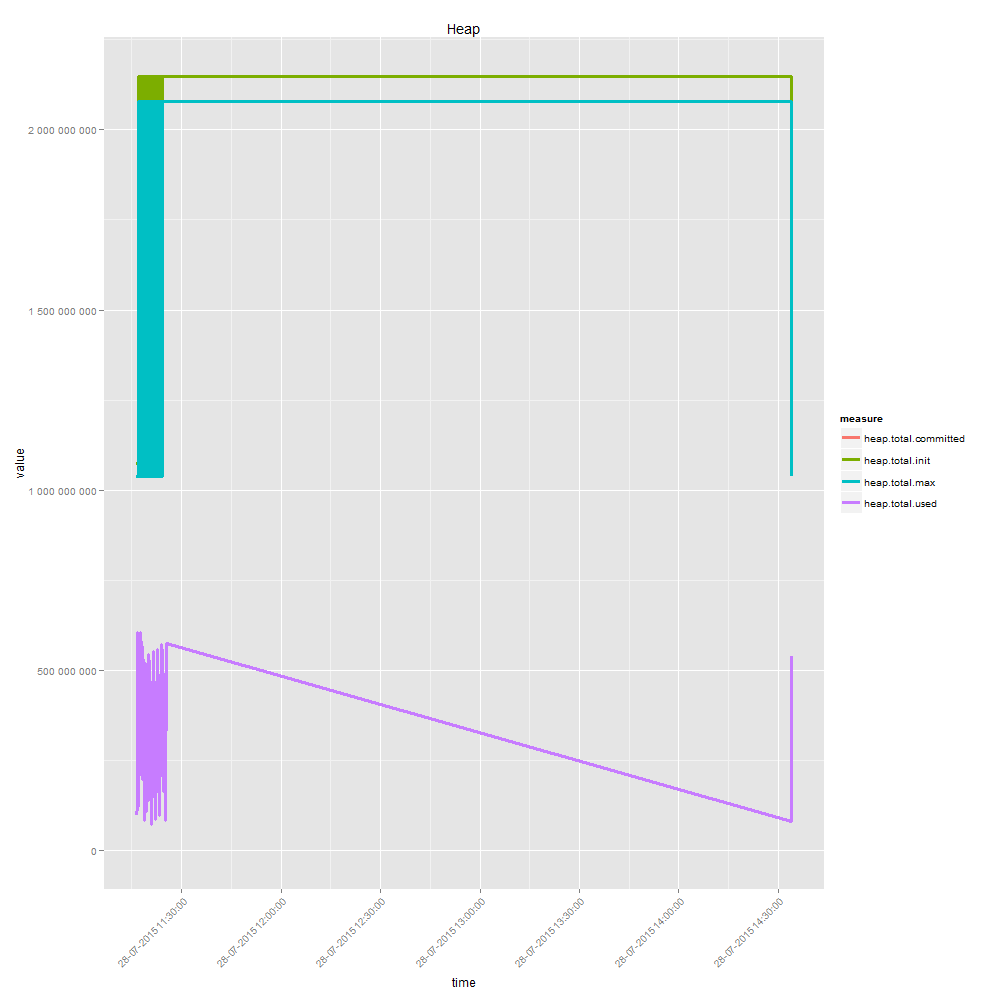 Heap
value
2 000 000 000
1 500 000 000
1 000 000 000
500 000 000
0
28-07-2015 11:30:00
28-07-2015 12:00:00
28-07-2015 12:30:00
28-07-2015 13:00:00
28-07-2015 13:30:00
28-07-2015 14:00:00
28-07-2015 14:30:00
time
measure
heap.total.committed
heap.total.init
heap.total.max
heap.total.used